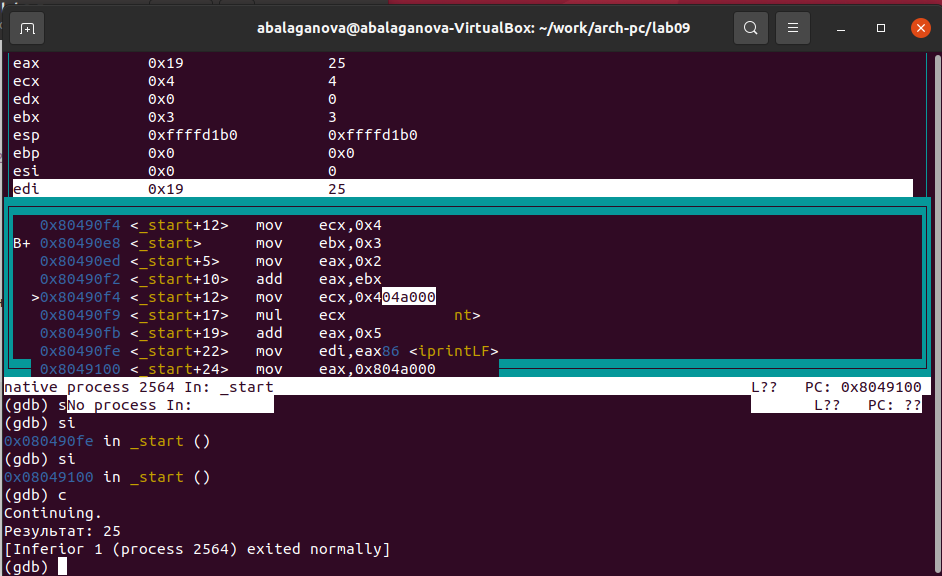 abalaganova@abalaganova-VirtualBox: ~/work/arch-pc/lab09
eax 0x19 25
ecx 0x4 4
edx 0x0 0
ebx 0x3 3
esp 0xffffd1b0 0xffffd1b0
ebp 0x0 0x0
esi 0x0 0
edi 0x19 25
0x80490f4 <_start+12> mov ecx,0x4
B+ 0x80490e8 <_start> mov ebx,0x3
0x80490ed <_start+5> mov eax,0x2
0x80490f2 <_start+10> add eax,ebx
>0x80490f4 <_start+12> mov ecx,0x404a000
0x80490f9 <_start+17> mul ecx nt>
0x80490fb <_start+19> add eax,0x5
0x80490fe <_start+22> mov edi,eax86 <iprintLF>
0x8049100 <_start+24> mov eax,0x804a000
native process 2564 In: _start L?? PC: 0x8049100
(gdb) sNo process In: L?? PC: ??
(gdb) si
0x080490fe in _start ()
(gdb) si
0x08049100 in _start ()
(gdb) c
Continuing.
Результат: 25
[Inferior 1 (process 2564) exited normally]
(gdb)